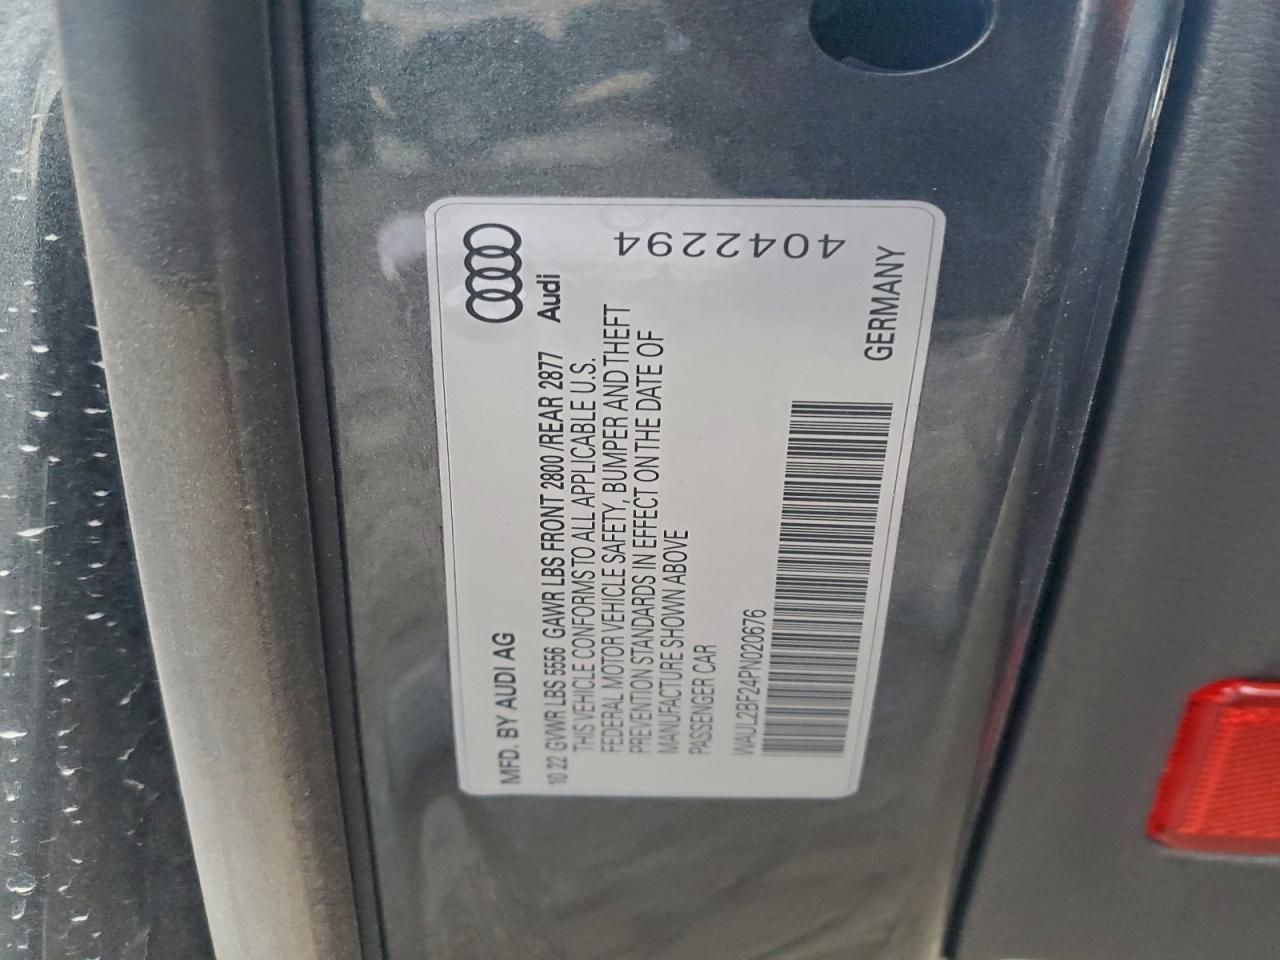 MFD. BY AUDI AG
10 22 GVWR LBS 5556 GAWR LBS FRONT 2800 /REAR 2877
Audi
THIS VEHICLE CONFORMS TO ALL APPLICABLE U.S.
FEDERAL MOTOR VEHICLE SAFETY, BUMPER AND THEFT
PREVENTION STANDARDS IN EFFECT ON THE DATE OF
MANUFACTURE SHOWN ABOVE
PASSENGER CAR
WAUL2BF24PN020676
4042294
GERMANY